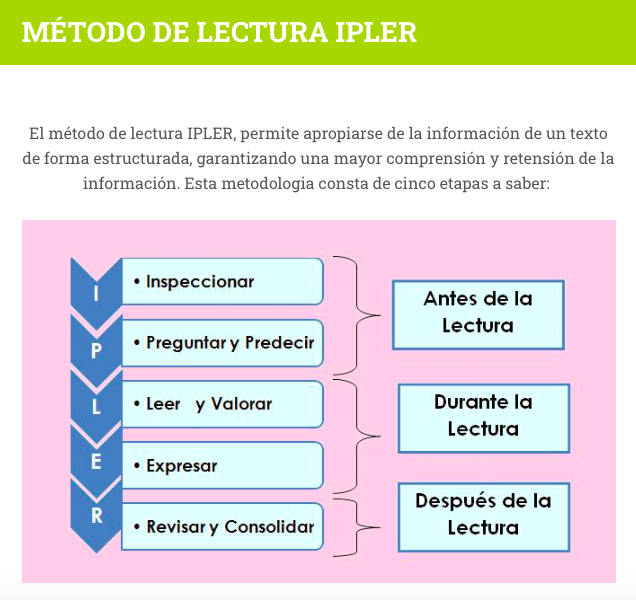 MÉTODO DE LECTURA IPLER
El método de lectura IPLER, permite apropiarse de la información de un texto
de forma estructurada, garantizando una mayor comprensión y retensión de la
información. Esta metodologia consta de cinco etapas a saber:
I
• Inspeccionar
P
• Preguntar y Predecir
Antes de la
Lectura
L
• Leer y Valorar
E
• Expresar
Durante la
Lectura
R
• Revisar y Consolidar
Después de la
Lectura